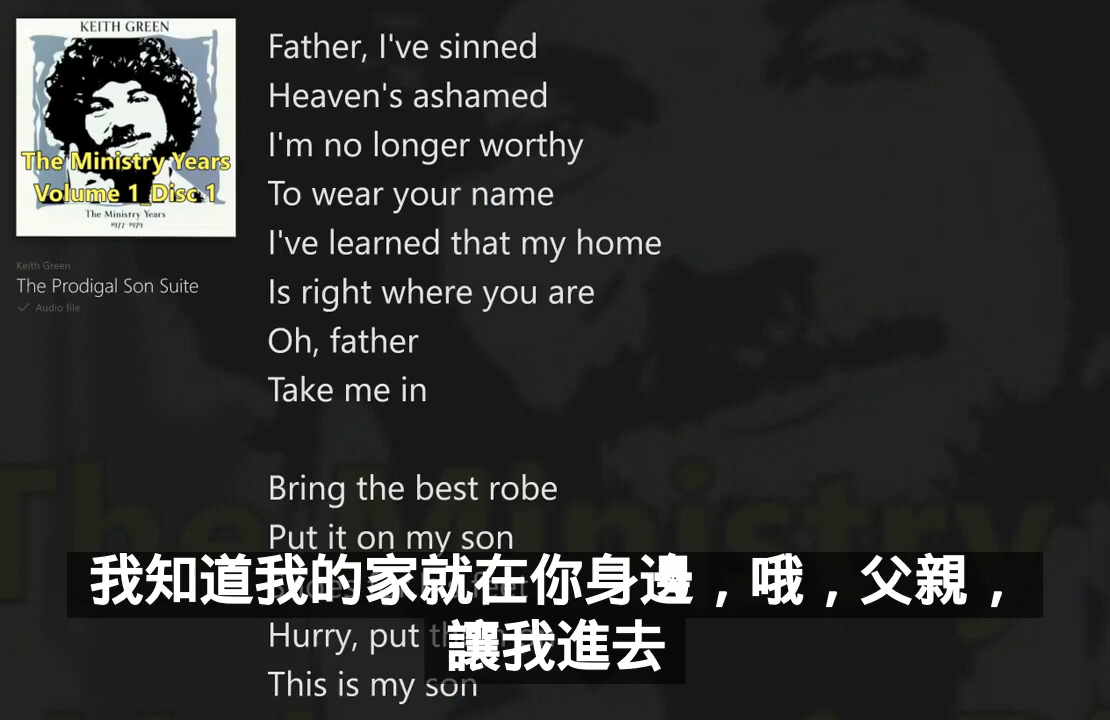 KEITH GREEN
The Ministry Years
Volume 1_Disc 1
The Ministry Years
1977-1979
Keith Green
The Prodigal Son Suite
Audio file
Father, I've sinned
Heaven's ashamed
I'm no longer worthy
To wear your name
I've learned that my home
Is right where you are
Oh, father
Take me in
Bring the best robe
Put it on my son
Hurry, put
This is my son
我知道我的家就在你身邊，哦，父親，
讓我進去